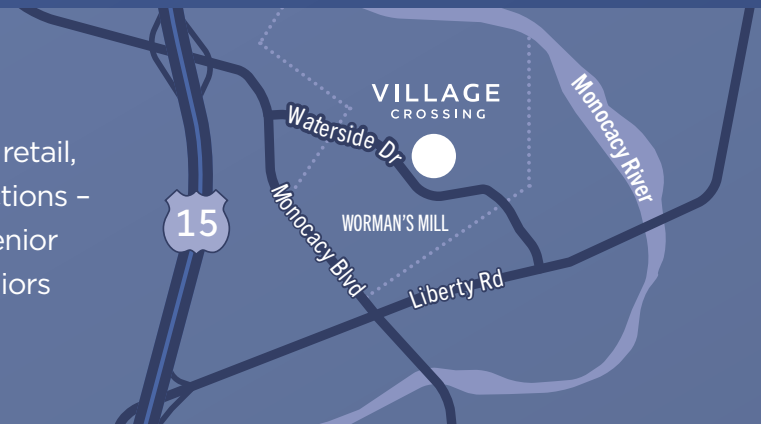 retail,
tions –
enior
iors
VILLAGE
CROSSING
Waterside Dr
Monocacy River
15
Monocacy Blvd
WORMAN'S MILL
Liberty Rd